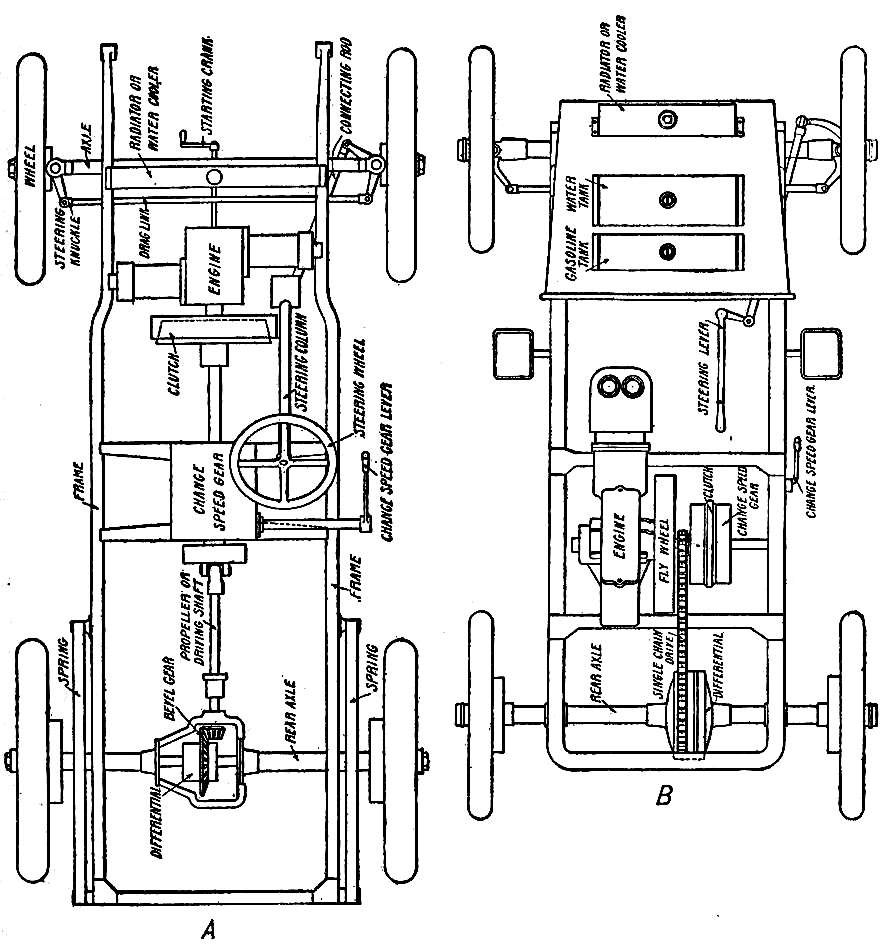 WHEEL
AXLE
RADIATOR OR
WATER COOLER
STARTING CRANK
CONNECTING ROD
STEERING
KNUCKLE
DRAG LINK
ENGINE
CLUTCH
STEERING COLUMN
STEERING WHEEL
CHANGE SPEED GEAR LEVER
FRAME
CHANGE
SPEED GEAR
FRAME
PROPELLER OR
DRIVING SHAFT
SPRING
BEVEL GEAR
SPRING
REAR AXLE
DIFFERENTIAL
A
RADIATOR OR
WATER COOLER
WATER
TANK
GASOLINE
TANK
STEERING LEVER
CHANGE SPEED GEAR LEVER
ENGINE
FLY WHEEL
CLUTCH
CHANGE SPEED
GEAR
REAR AXLE
SINGLE CHAIN
DRIVE
DIFFERENTIAL
B